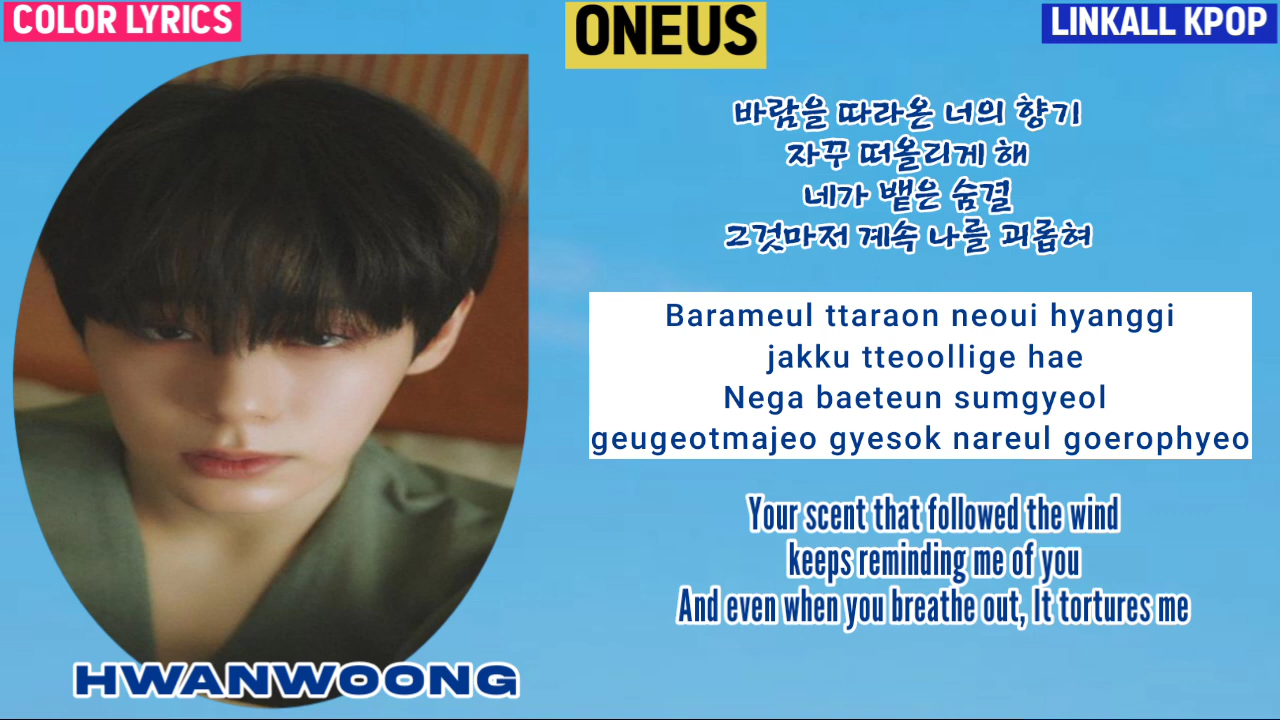 COLOR LYRICS
ONEUS
LINKALL KPOP
바람을 따라온 너의 향기
자꾸 떠올리게 해
네가 뱉은 숨결
그것마저 계속 나를 괴롭혀
Barameul ttaraon neoui hyanggi
jakku tteoollige hae
Nega baeteun sumgyeol
geugeotmajeo gyesok nareul goerophyeo
Your scent that followed the wind
keeps reminding me of you
And even when you breathe out, It tortures me
HWANWOONG